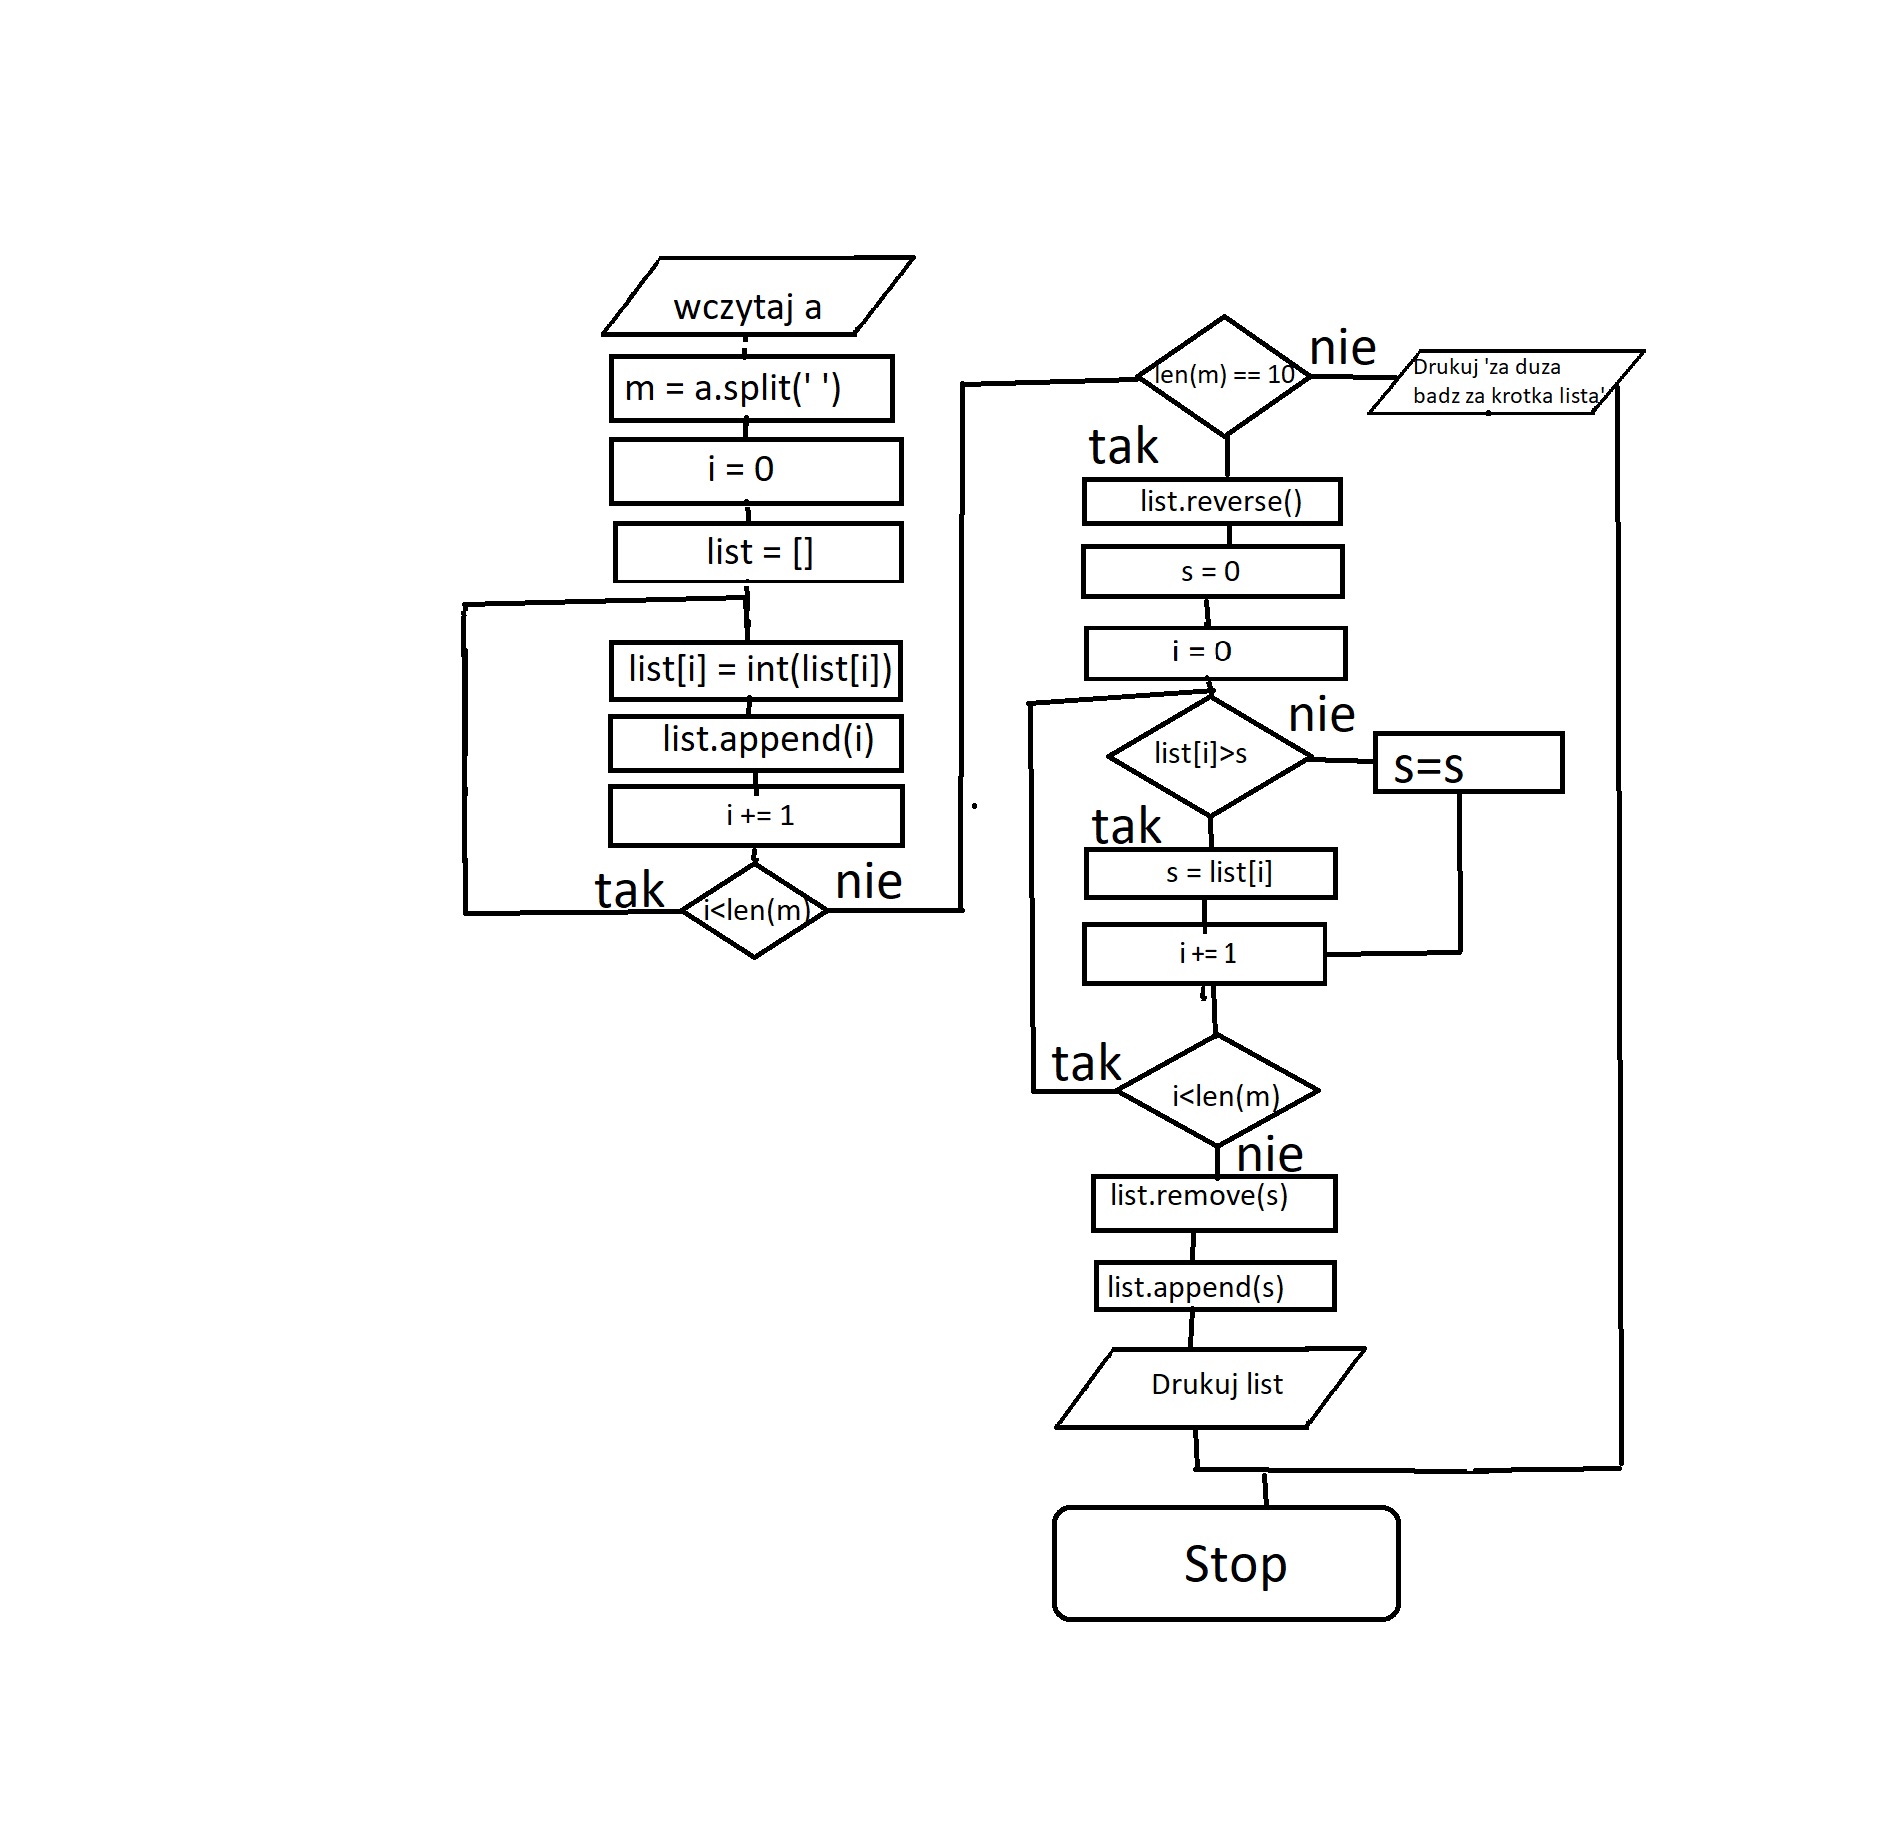 wczytaj a
m = a.split(' ')
i = 0
list = []
list[i] = int(list[i])
list.append(i)
i += 1
i<len(m)
tak
nie
len(m) == 10
nie
Drukuj 'za duza
badz za krotka lista'
tak
list.reverse()
s = 0
i = 0
list[i]>s
nie
s=s
tak
s = list[i]
i += 1
i<len(m)
tak
nie
list.remove(s)
list.append(s)
Drukuj list
Stop